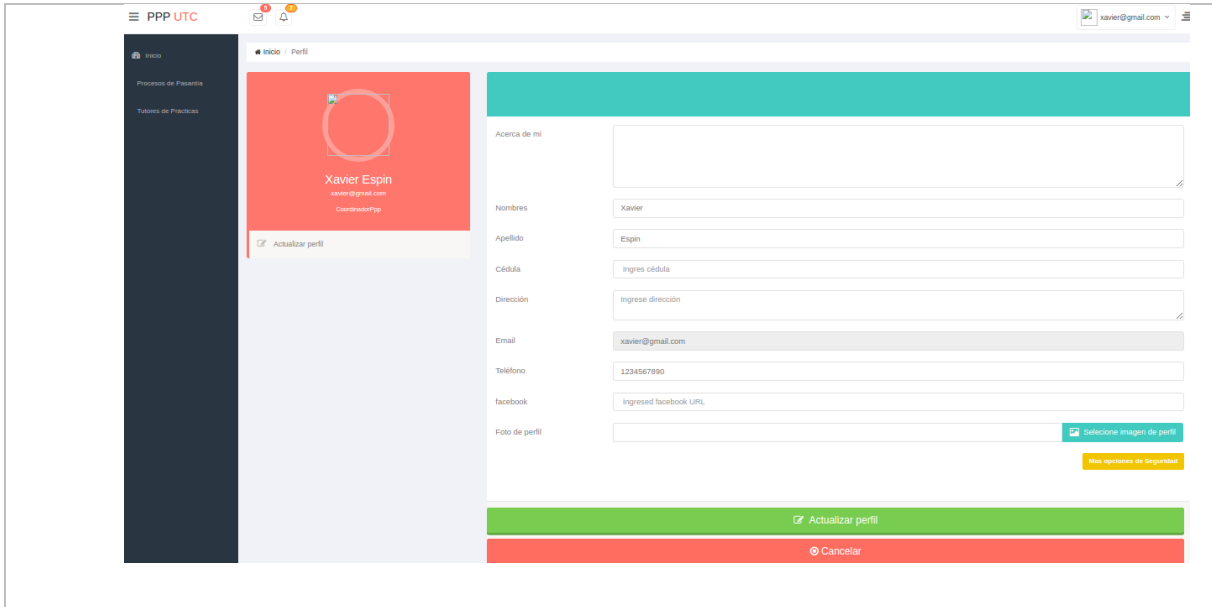 PPP UTC
5
7
xavier@gmail.com
Inicio
Procesos de Pasantía
Tutores de Prácticas
Inicio / Perfil
Xavier Espin
xavier@gmail.com
CoordinadorPpp
Actualizar perfil
Acerca de mi
Nombres
Xavier
Apellido
Espin
Cédula
Ingres cédula
Dirección
Ingrese dirección
Email
xavier@gmail.com
Teléfono
1234567890
facebook
Ingresed facebook URL
Foto de perfil
Selecione imagen de perfil
Mas opciones de Seguridad
Actualizar perfil
Cancelar